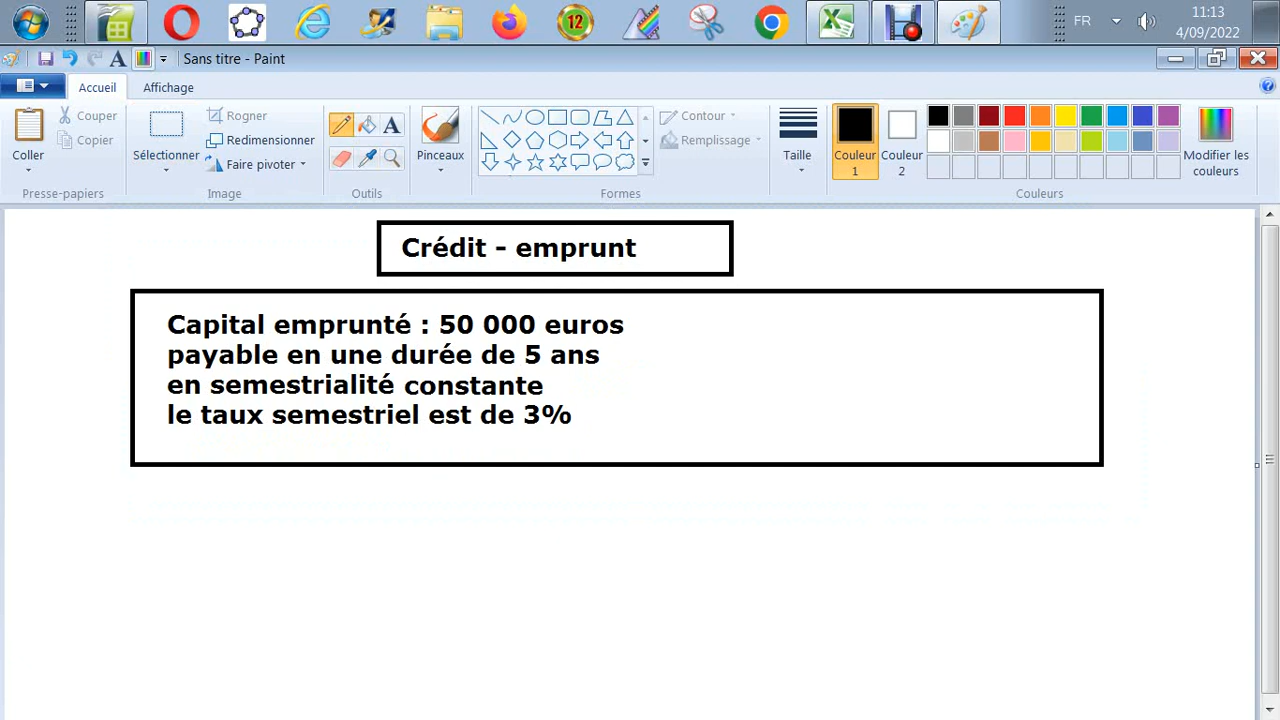 FR
11:13
4/09/2022
12
Sans titre - Paint
Accueil
Affichage
Coller
Couper
Copier
Presse-papiers
Sélectionner
Rogner
Redimensionner
Faire pivoter
Image
Outils
Pinceaux
Contour
Remplissage
Formes
Taille
Couleur 1
Couleur 2
Modifier les couleurs
Couleurs
Crédit - emprunt
Capital emprunté : 50 000 euros
payable en une durée de 5 ans
en semestrialité constante
le taux semestriel est de 3%